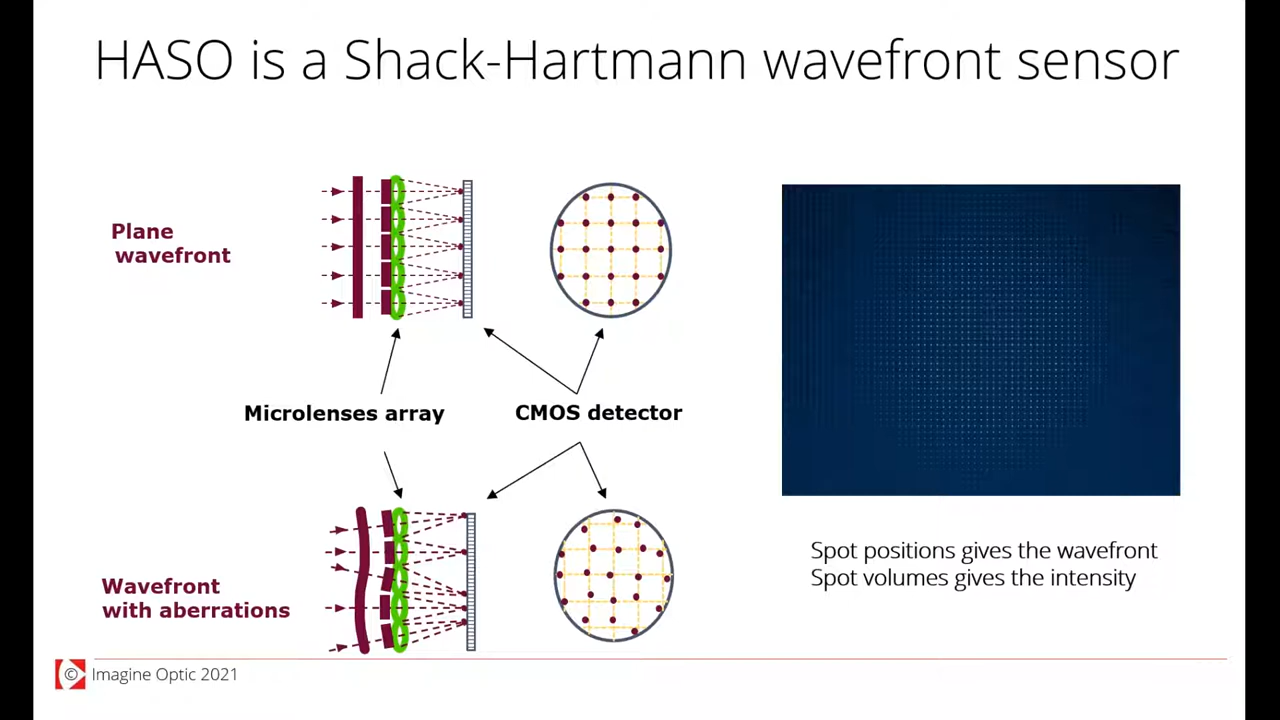 HASO is a Shack-Hartmann wavefront sensor
Plane
wavefront
Microlenses array
CMOS detector
Wavefront
with aberrations
Spot positions gives the wavefront
Spot volumes gives the intensity
© Imagine Optic 2021